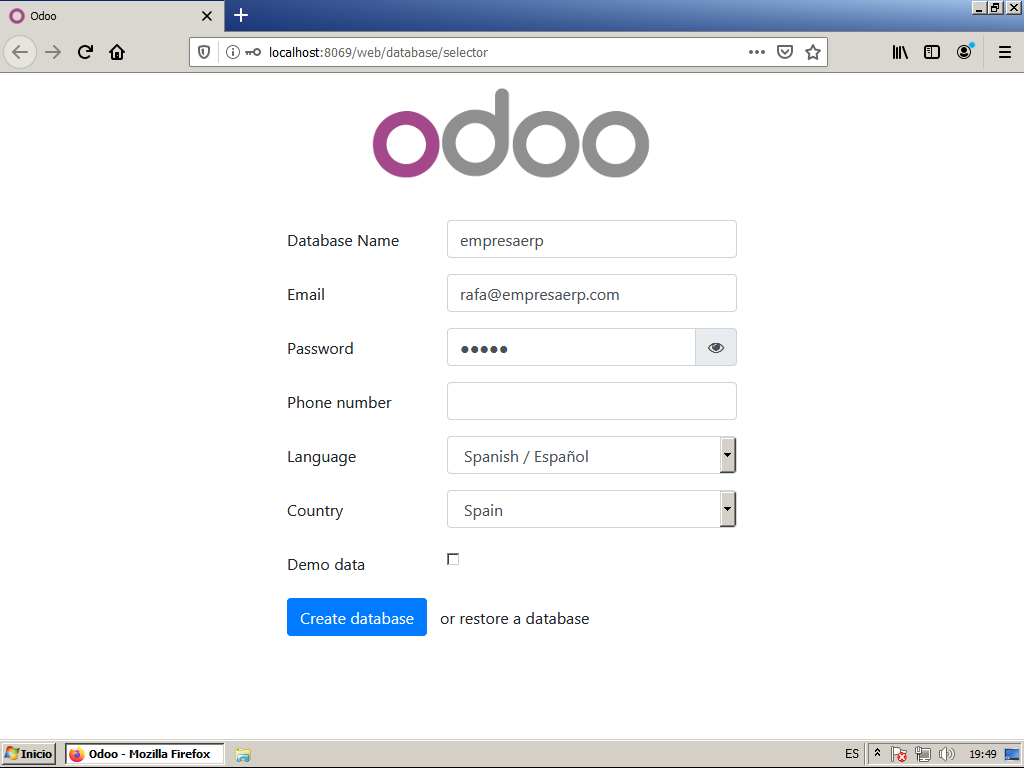 Odoo
localhost:8069/web/database/selector
odoo
Database Name empresaerp
Email rafa@empresaerp.com
Password •••••
Phone number
Language Spanish / Español
Country Spain
Demo data
Create database or restore a database
Inicio Odoo - Mozilla Firefox ES 19:49